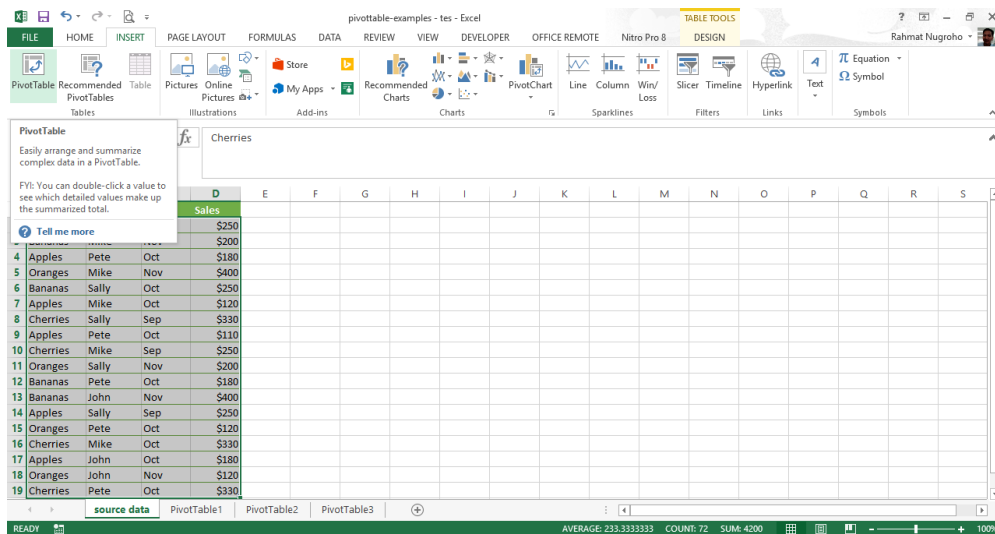 pivottable-examples - tes - Excel
TABLE TOOLS
FILE HOME INSERT PAGE LAYOUT FORMULAS DATA REVIEW VIEW DEVELOPER OFFICE REMOTE Nitro Pro 8 DESIGN Rahmat Nugroho
PivotTable Recommended PivotTables Table Pictures Online Pictures Store My Apps Recommended Charts PivotChart Line Column Win/Loss Slicer Timeline Hyperlink Text π Equation Ω Symbol
Tables Illustrations Add-ins Charts Sparklines Filters Links Symbols
PivotTable
Easily arrange and summarize
complex data in a PivotTable.
FYI: You can double-click a value to
see which detailed values make up
the summarized total.
Tell me more
fx Cherries
D E F G H I J K L M N O P Q R S
Sales
$250
$200
4 Apples Pete Oct $180
5 Oranges Mike Nov $400
6 Bananas Sally Oct $250
7 Apples Mike Oct $120
8 Cherries Sally Sep $330
9 Apples Pete Oct $110
10 Cherries Mike Sep $250
11 Oranges Sally Nov $200
12 Bananas Pete Oct $180
13 Bananas John Nov $400
14 Apples Sally Sep $250
15 Oranges Pete Oct $120
16 Cherries Mike Oct $330
17 Apples John Oct $180
18 Oranges John Nov $120
19 Cherries Pete Oct $330
source data PivotTable1 PivotTable2 PivotTable3
READY AVERAGE: 233.3333333 COUNT: 72 SUM: 4200 100%